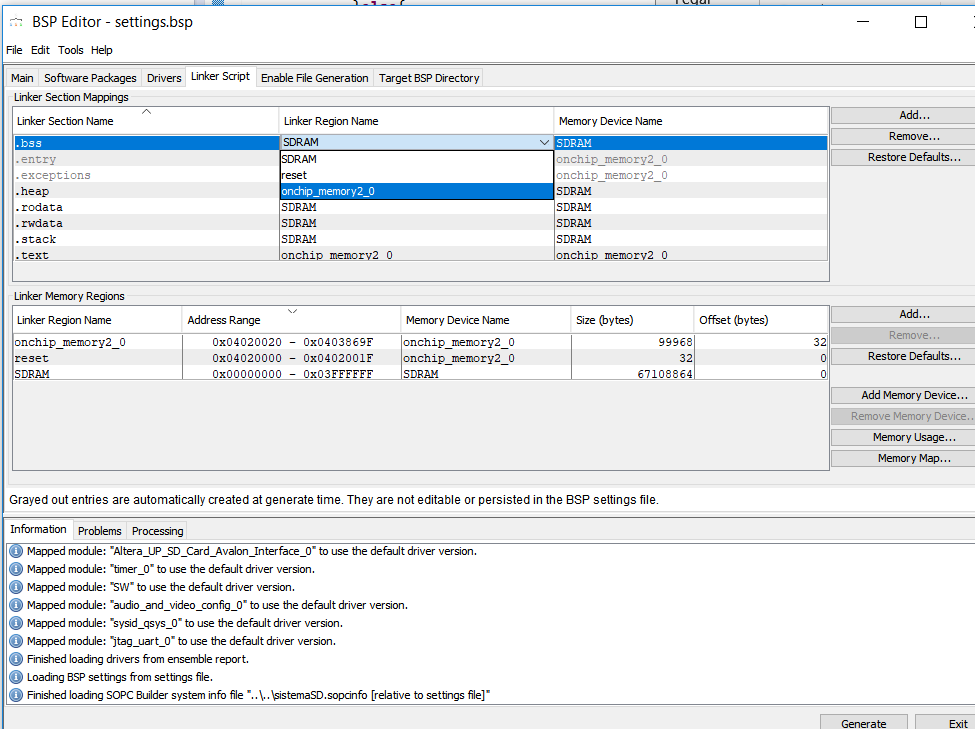 BSP Editor - settings.bsp
File Edit Tools Help
Main Software Packages Drivers Linker Script Enable File Generation Target BSP Directory
Linker Section Mappings
Linker Section Name Linker Region Name Memory Device Name
.bss SDRAM SDRAM
.entry SDRAM onchip_memory2_0
.exceptions reset onchip_memory2_0
.heap onchip_memory2_0 SDRAM
.rodata SDRAM SDRAM
.rwdata SDRAM SDRAM
.stack SDRAM SDRAM
.text onchip_memory2_0 onchip_memory2_0
Add...
Remove...
Restore Defaults...
Linker Memory Regions
Linker Region Name Address Range Memory Device Name Size (bytes) Offset (bytes)
onchip_memory2_0 0x04020020 - 0x0403869F onchip_memory2_0 99968 32
reset 0x04020000 - 0x0402001F onchip_memory2_0 32 0
SDRAM 0x00000000 - 0x03FFFFFF SDRAM 67108864 0
Add...
Remove...
Restore Defaults...
Add Memory Device...
Remove Memory Device...
Memory Usage...
Memory Map...
Grayed out entries are automatically created at generate time. They are not editable or persisted in the BSP settings file.
Information Problems Processing
Mapped module: "Altera_UP_SD_Card_Avalon_Interface_0" to use the default driver version.
Mapped module: "timer_0" to use the default driver version.
Mapped module: "SW" to use the default driver version.
Mapped module: "audio_and_video_config_0" to use the default driver version.
Mapped module: "sysid_qsys_0" to use the default driver version.
Mapped module: "jtag_uart_0" to use the default driver version.
Finished loading drivers from ensemble report.
Loading BSP settings from settings file.
Finished loading SOPC Builder system info file "..\..\sistemaSD.sopcinfo [relative to settings file]"
Generate Exit